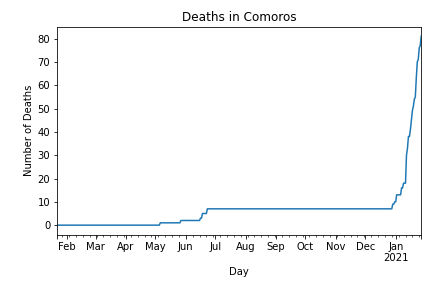 Deaths in Comoros
Number of Deaths
80
70
60
50
40
30
20
10
0
Feb Mar Apr May Jun Jul Aug Sep Oct Nov Dec Jan
2021
Day